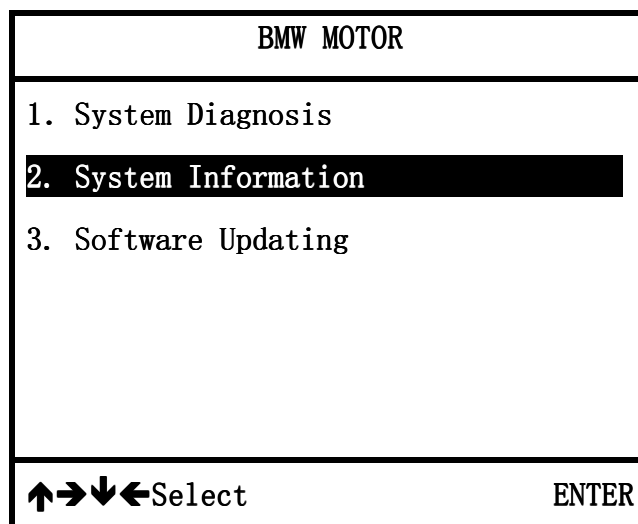 BMW MOTOR
1. System Diagnosis
2. System Information
3. Software Updating
↑→↓←Select ENTER